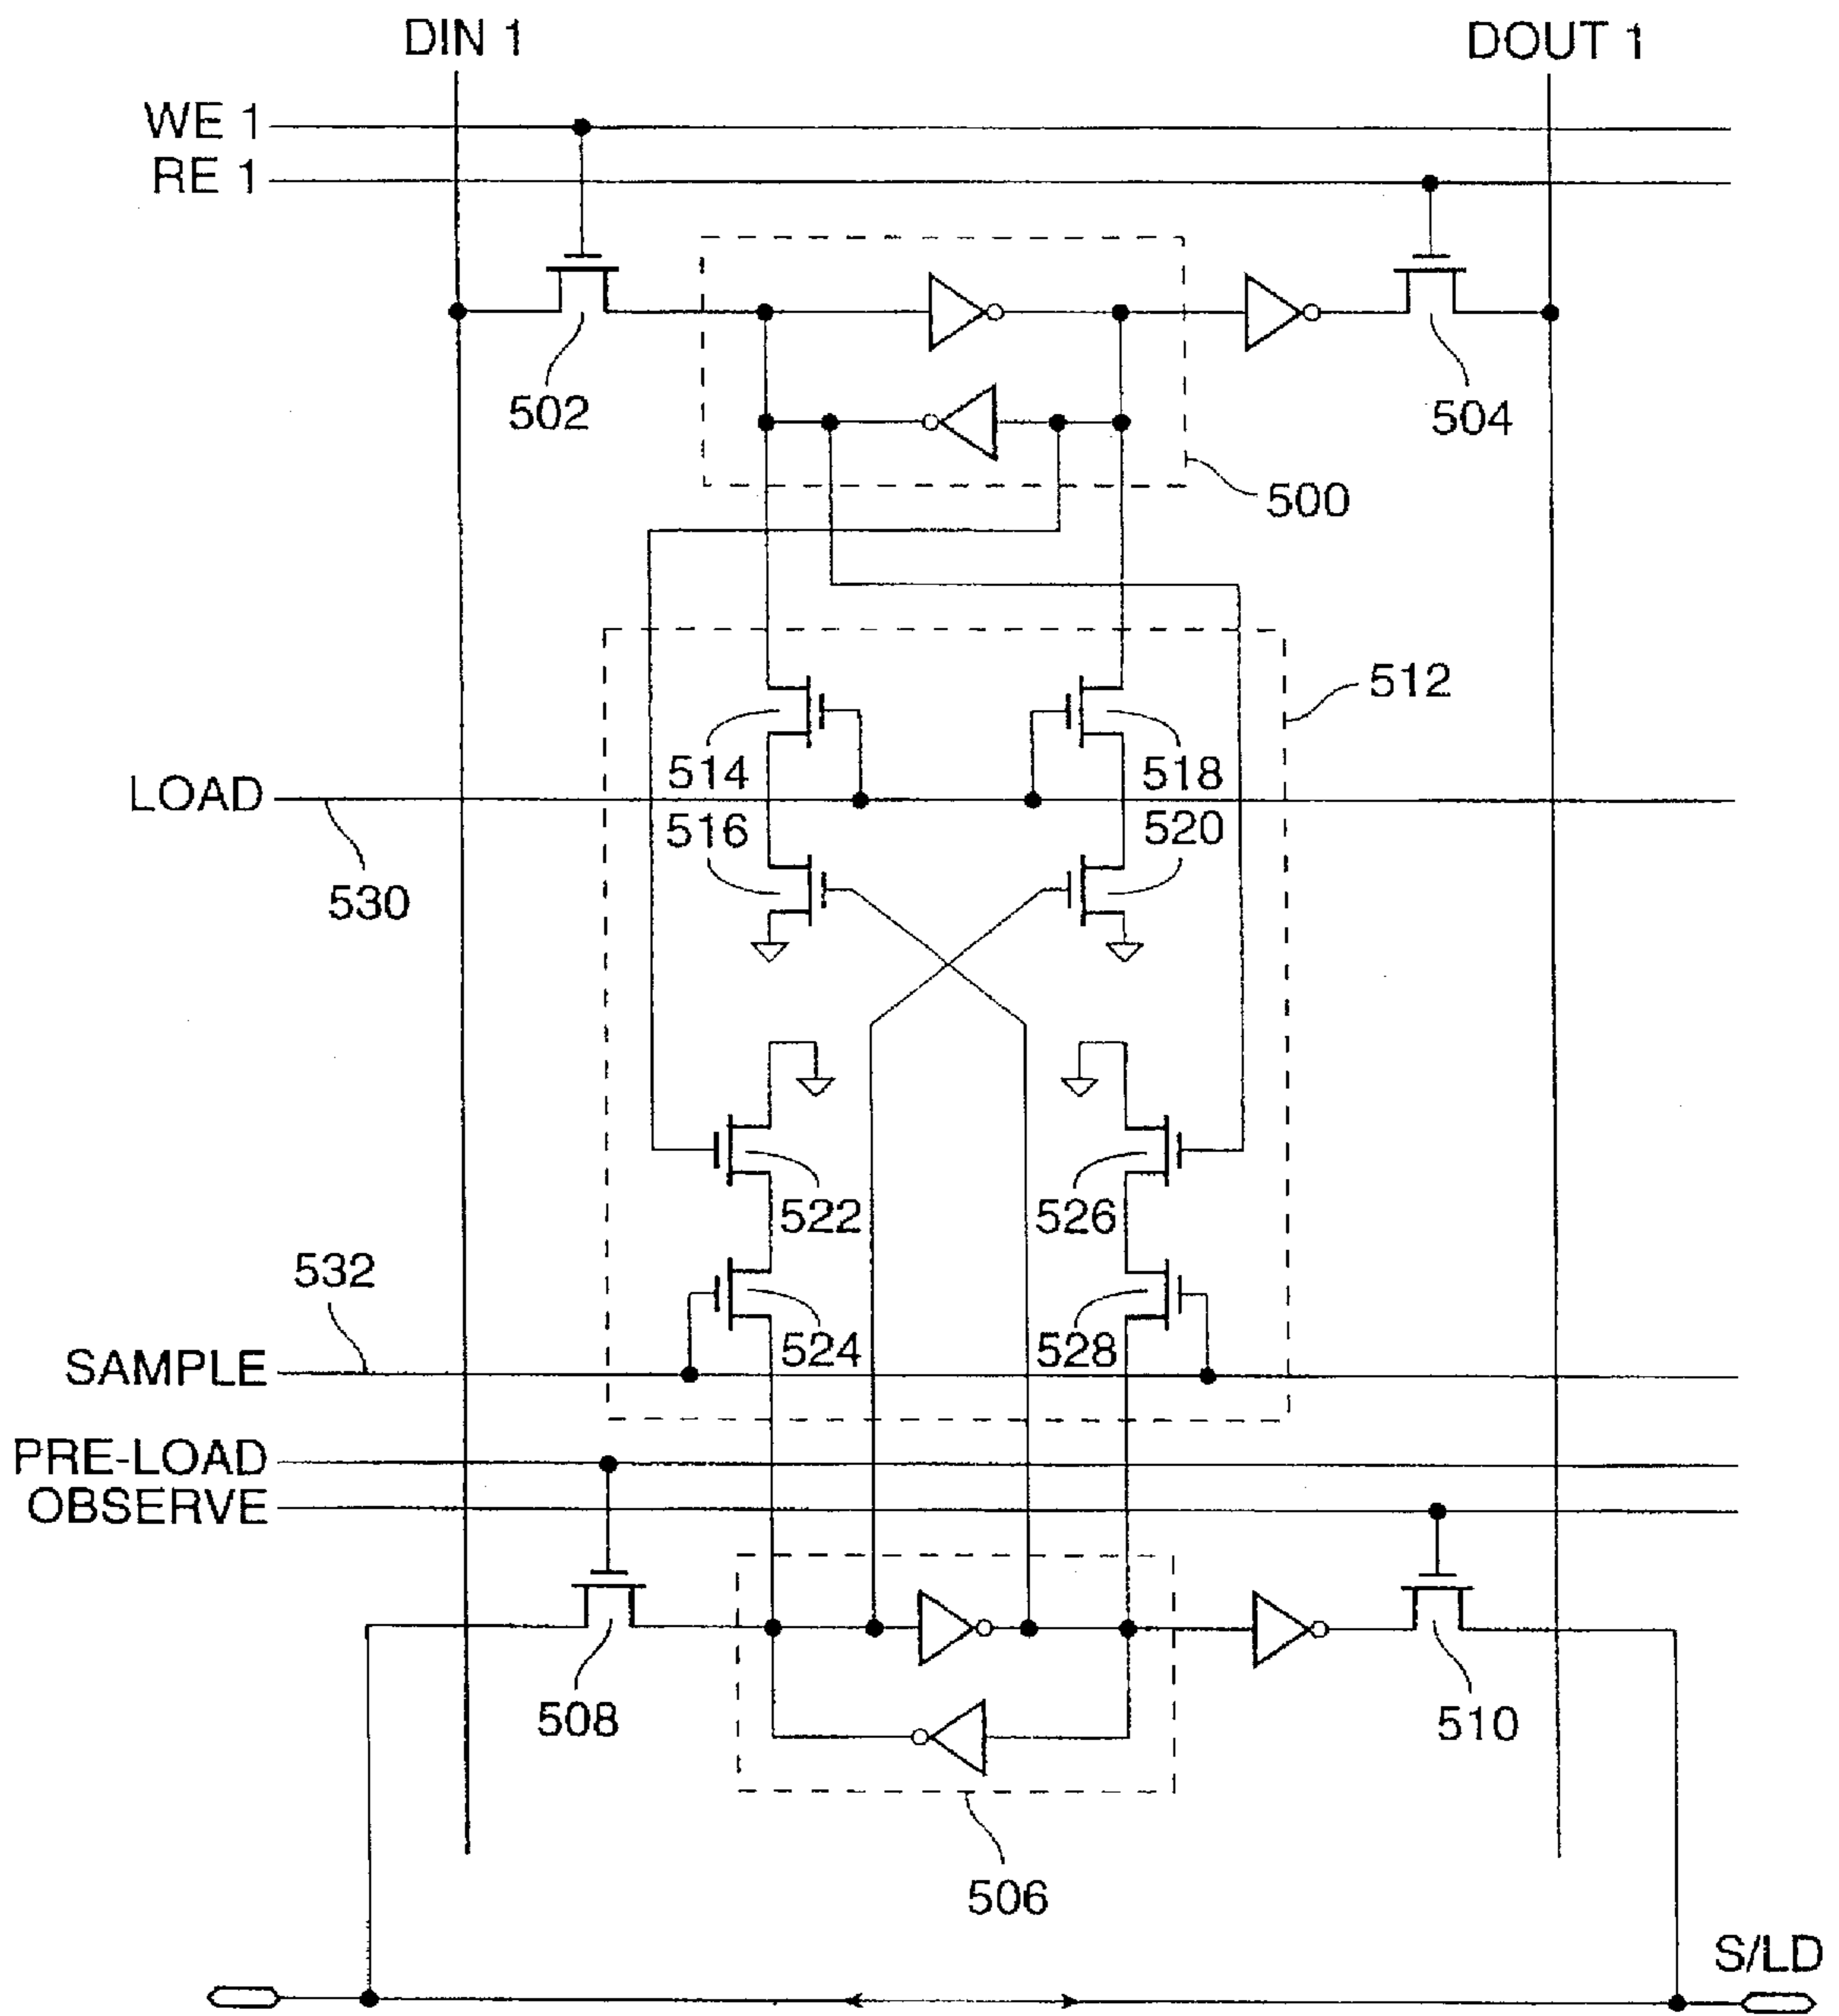 DIN 1
DOUT 1
WE 1
RE 1
502
504
500
512
514
518
LOAD
516
520
530
522
526
532
524
528
SAMPLE
PRE-LOAD
OBSERVE
508
510
506
S/LD